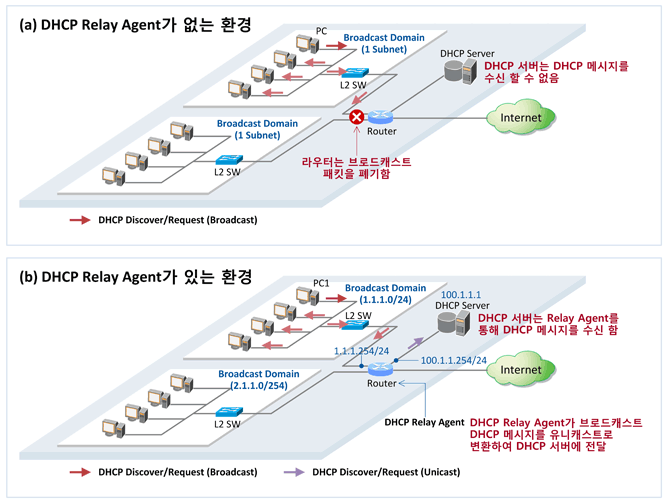 (a) DHCP Relay Agent가 없는 환경
PC
Broadcast Domain
(1 Subnet)
L2 SW
DHCP Server
DHCP 서버는 DHCP 메시지를
수신 할 수 없음
Broadcast Domain
(1 Subnet)
L2 SW
Router
Internet
라우터는 브로드캐스트
패킷을 폐기함
DHCP Discover/Request (Broadcast)
(b) DHCP Relay Agent가 있는 환경
PC1
Broadcast Domain
(1.1.1.0/24)
L2 SW
100.1.1.1
DHCP Server
DHCP 서버는 Relay Agent를
통해 DHCP 메시지를 수신 함
1.1.1.254/24
100.1.1.254/24
Broadcast Domain
(2.1.1.0/254)
L2 SW
Router
Internet
DHCP Relay Agent
DHCP Relay Agent가 브로드캐스트
DHCP 메시지를 유니캐스트로
변환하여 DHCP 서버에 전달
DHCP Discover/Request (Broadcast)
DHCP Discover/Request (Unicast)